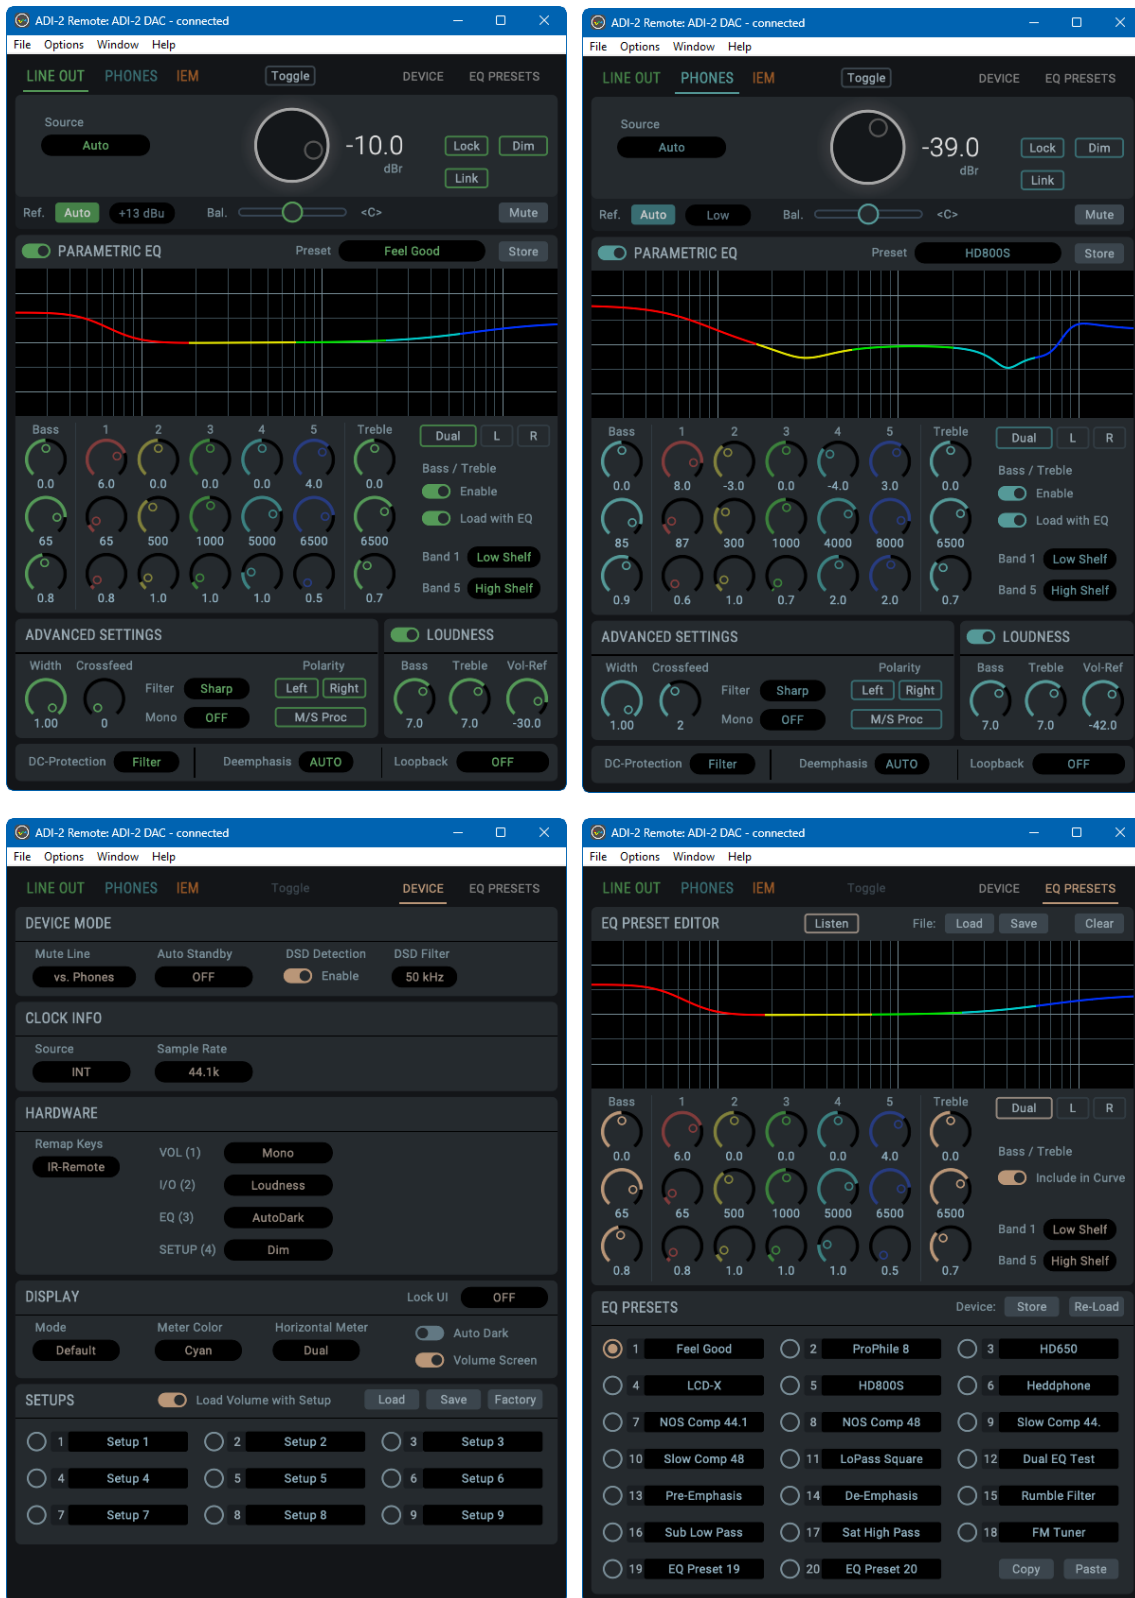 ADI-2 Remote: ADI-2 DAC - connected
File Options Window Help
LINE OUT PHONES IEM Toggle DEVICE EQ PRESETS
Source
Auto
-10.0
dBr
Lock Dim
Link
Ref. Auto +13 dBu Bal. <C> Mute
PARAMETRIC EQ Preset Feel Good Store
Bass 1 2 3 4 5 Treble
0.0 6.0 0.0 0.0 0.0 4.0 0.0
65 65 500 1000 5000 6500 6500
0.8 0.8 1.0 1.0 1.0 0.5 0.7
Dual L R
Bass / Treble
Enable
Load with EQ
Band 1 Low Shelf
Band 5 High Shelf
ADVANCED SETTINGS
Width Crossfeed Polarity
Filter Sharp Left Right
Mono OFF M/S Proc
1.00 0
LOUDNESS
Bass Treble Vol-Ref
7.0 7.0 -30.0
DC-Protection Filter Deemphasis AUTO Loopback OFF
ADI-2 Remote: ADI-2 DAC - connected
File Options Window Help
LINE OUT PHONES IEM Toggle DEVICE EQ PRESETS
Source
Auto
-39.0
dBr
Lock Dim
Link
Ref. Auto Low Bal. <C> Mute
PARAMETRIC EQ Preset HD800S Store
Bass 1 2 3 4 5 Treble
0.0 8.0 -3.0 0.0 -4.0 3.0 0.0
85 87 300 1000 4000 8000 6500
0.9 0.6 1.0 0.7 2.0 2.0 0.7
Dual L R
Bass / Treble
Enable
Load with EQ
Band 1 Low Shelf
Band 5 High Shelf
ADVANCED SETTINGS
Width Crossfeed Polarity
Filter Sharp Left Right
Mono OFF M/S Proc
1.00 2
LOUDNESS
Bass Treble Vol-Ref
7.0 7.0 -42.0
DC-Protection Filter Deemphasis AUTO Loopback OFF
ADI-2 Remote: ADI-2 DAC - connected
File Options Window Help
LINE OUT PHONES IEM Toggle DEVICE EQ PRESETS
DEVICE MODE
Mute Line Auto Standby DSD Detection DSD Filter
vs. Phones OFF Enable 50 kHz
CLOCK INFO
Source Sample Rate
INT 44.1k
HARDWARE
Remap Keys
IR-Remote
VOL (1) Mono
I/O (2) Loudness
EQ (3) AutoDark
SETUP (4) Dim
DISPLAY Lock UI OFF
Mode Meter Color Horizontal Meter
Default Cyan Dual
Auto Dark
Volume Screen
SETUPS Load Volume with Setup Load Save Factory
1 Setup 1 2 Setup 2 3 Setup 3
4 Setup 4 5 Setup 5 6 Setup 6
7 Setup 7 8 Setup 8 9 Setup 9
ADI-2 Remote: ADI-2 DAC - connected
File Options Window Help
LINE OUT PHONES IEM Toggle DEVICE EQ PRESETS
EQ PRESET EDITOR Listen File: Load Save Clear
Bass 1 2 3 4 5 Treble
0.0 6.0 0.0 0.0 0.0 4.0 0.0
65 65 500 1000 5000 6500 6500
0.8 0.8 1.0 1.0 1.0 0.5 0.7
Dual L R
Bass / Treble
Include in Curve
Band 1 Low Shelf
Band 5 High Shelf
EQ PRESETS Device: Store Re-Load
1 Feel Good 2 ProPhile 8 3 HD650
4 LCD-X 5 HD800S 6 Heddphone
7 NOS Comp 44.1 8 NOS Comp 48 9 Slow Comp 44.
10 Slow Comp 48 11 LoPass Square 12 Dual EQ Test
13 Pre-Emphasis 14 De-Emphasis 15 Rumble Filter
16 Sub Low Pass 17 Sat High Pass 18 FM Tuner
19 EQ Preset 19 20 EQ Preset 20 Copy Paste